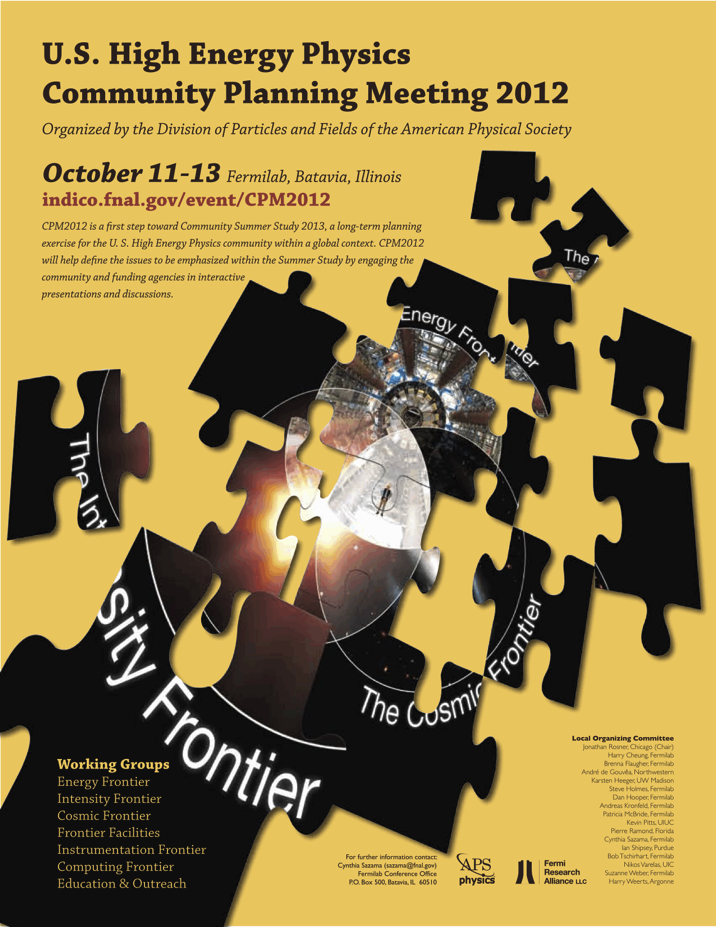 U.S. High Energy Physics
Community Planning Meeting 2012
Organized by the Division of Particles and Fields of the American Physical Society
October 11-13 Fermilab, Batavia, Illinois
indico.fnal.gov/event/CPM2012
CPM2012 is a first step toward Community Summer Study 2013, a long-term planning
exercise for the U. S. High Energy Physics community within a global context. CPM2012
will help define the issues to be emphasized within the Summer Study by engaging the
community and funding agencies in interactive
presentations and discussions.
The
Energy Frontier
The Int
sity Frontier
The Cosmic Frontier
Working Groups
Energy Frontier
Intensity Frontier
Cosmic Frontier
Frontier Facilities
Instrumentation Frontier
Computing Frontier
Education & Outreach
For further information contact:
Cynthia Sazama (sazama@fnal.gov)
Fermilab Conference Office
P.O. Box 500, Batavia, IL 60510
APS
physics
Fermi
Research
Alliance LLC
Local Organizing Committee
Jonathan Rosner, Chicago (Chair)
Harry Cheung, Fermilab
Brenna Flaugher, Fermilab
André de Gouvêa, Northwestern
Karsten Heeger, UW Madison
Steve Holmes, Fermilab
Dan Hooper, Fermilab
Andreas Kronfeld, Fermilab
Patricia McBride, Fermilab
Kevin Pitts, UIUC
Pierre Ramond, Florida
Cynthia Sazama, Fermilab
Ian Shipsey, Purdue
Bob Tschirhart, Fermilab
Nikos Varelas, UIC
Suzanne Weber, Fermilab
Harry Weerts, Argonne